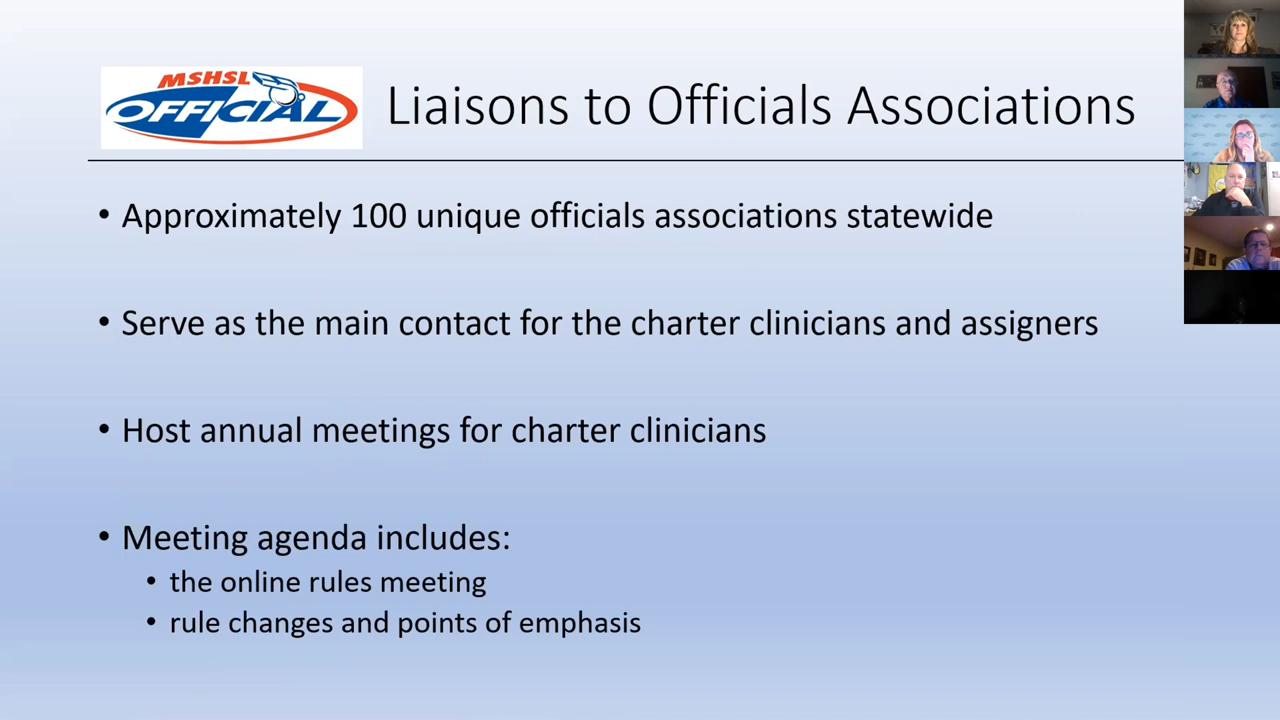 MSHSL
OFFICIAL
Liaisons to Officials Associations
• Approximately 100 unique officials associations statewide
• Serve as the main contact for the charter clinicians and assigners
• Host annual meetings for charter clinicians
• Meeting agenda includes:
• the online rules meeting
• rule changes and points of emphasis